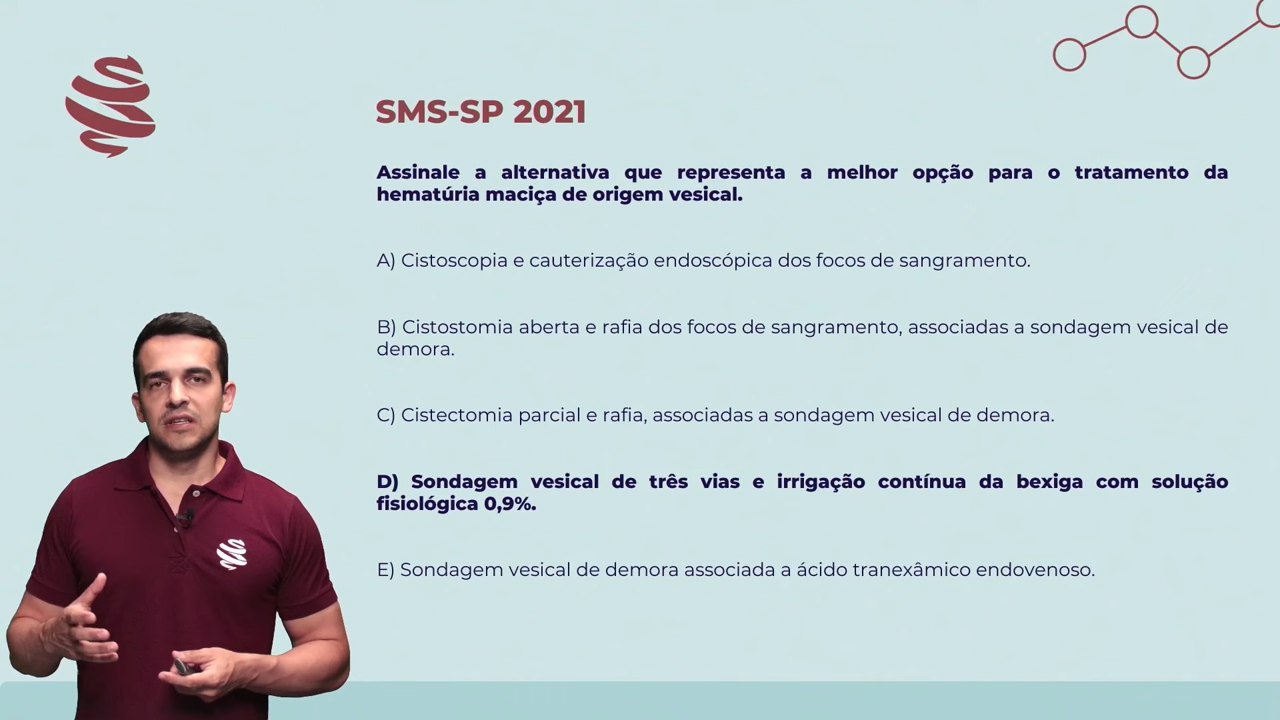 SMS-SP 2021
Assinale a alternativa que representa a melhor opção para o tratamento da
hematúria maciça de origem vesical.
A) Cistoscopia e cauterização endoscópica dos focos de sangramento.
B) Cistostomia aberta e rafia dos focos de sangramento, associadas a sondagem vesical de
demora.
C) Cistectomia parcial e rafia, associadas a sondagem vesical de demora.
D) Sondagem vesical de três vias e irrigação contínua da bexiga com solução
fisiológica 0,9%.
E) Sondagem vesical de demora associada a ácido tranexâmico endovenoso.